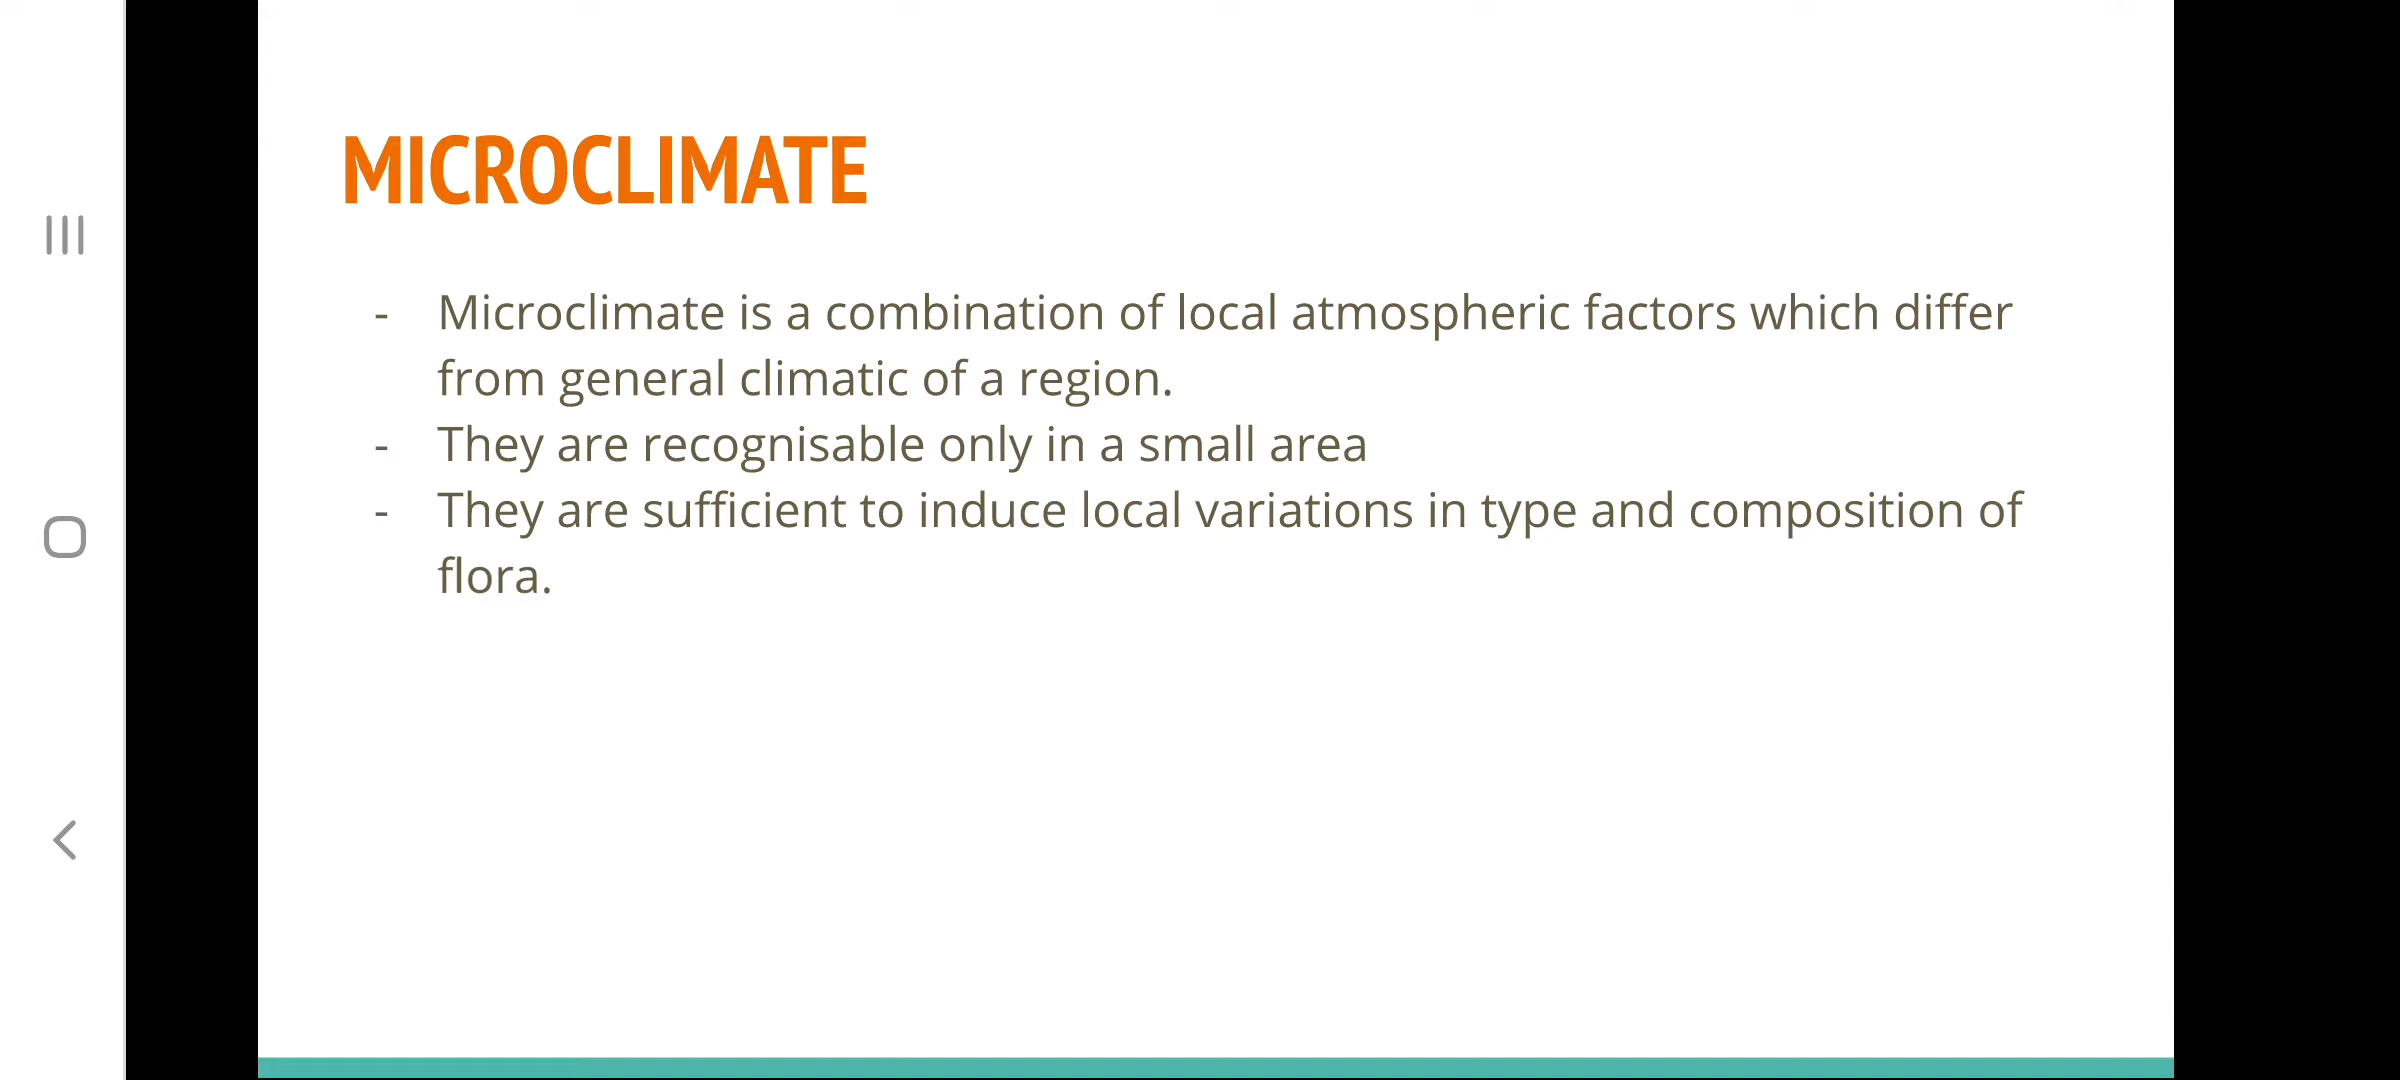 MICROCLIMATE
- Microclimate is a combination of local atmospheric factors which differ
from general climatic of a region.
- They are recognisable only in a small area
- They are sufficient to induce local variations in type and composition of
flora.